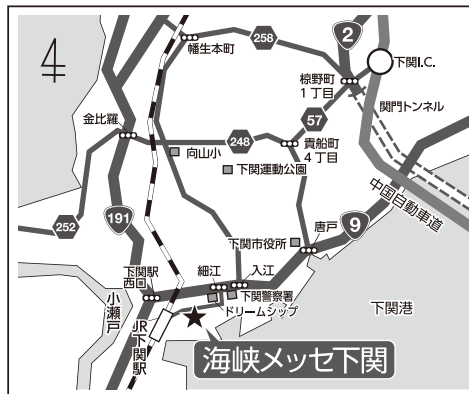 258
2
幡生本町
下関I.C.
椋野町
1丁目
関門トンネル
57
金比羅
248
向山小
貴船町
4丁目
下関運動公園
中国自動車道
252
191
9
下関市役所
唐戸
下関駅
西口
細江
入江
小瀬戸
下関警察署
ドリームシップ
下関港
JR下関駅
海峡メッセ下関